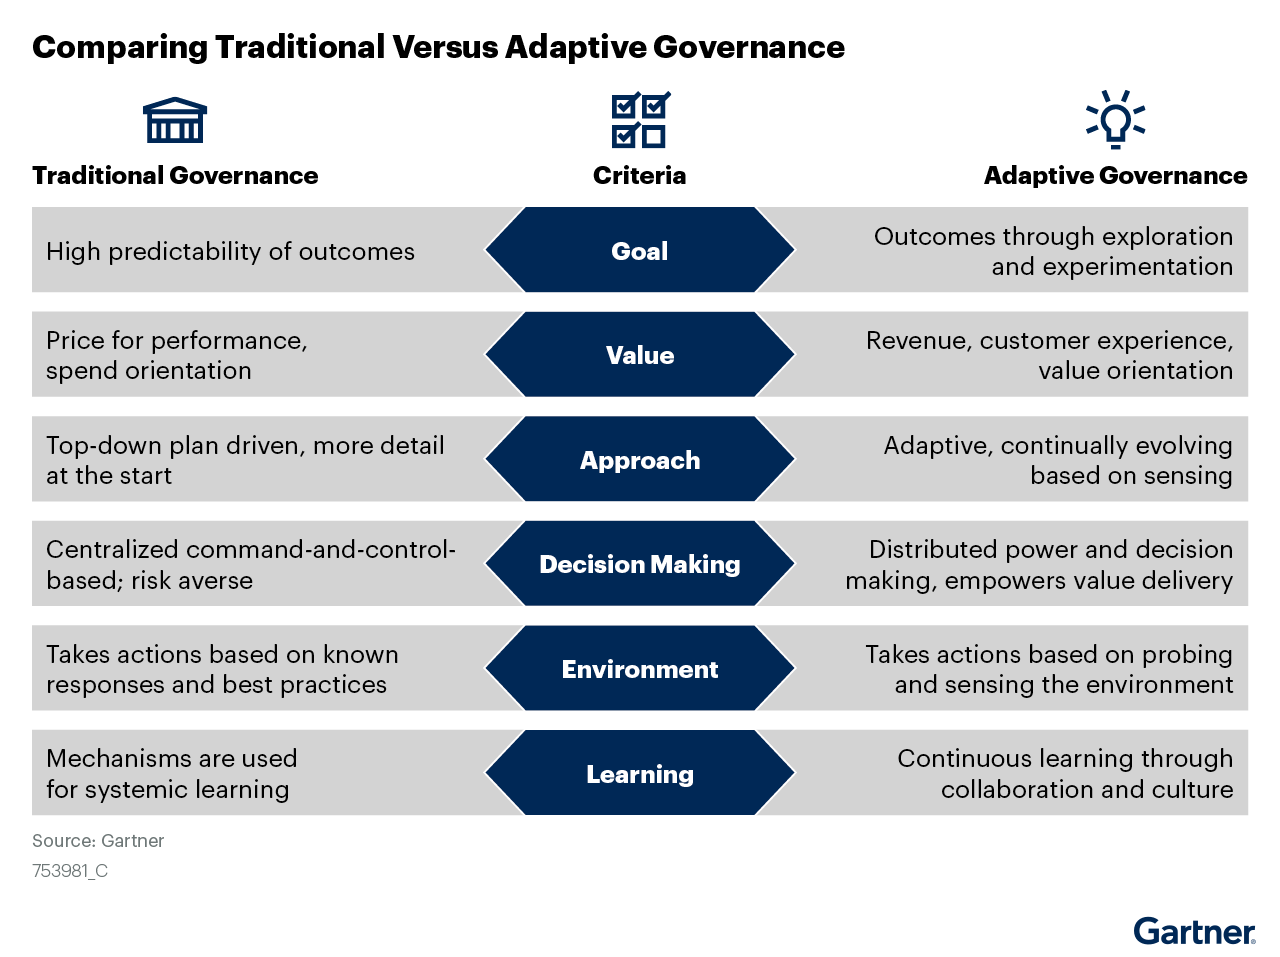 Comparing Traditional Versus Adaptive Governance
Traditional Governance
Criteria
Adaptive Governance
High predictability of outcomes
Goal
Outcomes through exploration
and experimentation
Price for performance,
spend orientation
Value
Revenue, customer experience,
value orientation
Top-down plan driven, more detail
at the start
Approach
Adaptive, continually evolving
based on sensing
Centralized command-and-control-
based; risk averse
Decision Making
Distributed power and decision
making, empowers value delivery
Takes actions based on known
responses and best practices
Environment
Takes actions based on probing
and sensing the environment
Mechanisms are used
for systemic learning
Learning
Continuous learning through
collaboration and culture
Source: Gartner
753981_C
Gartner®